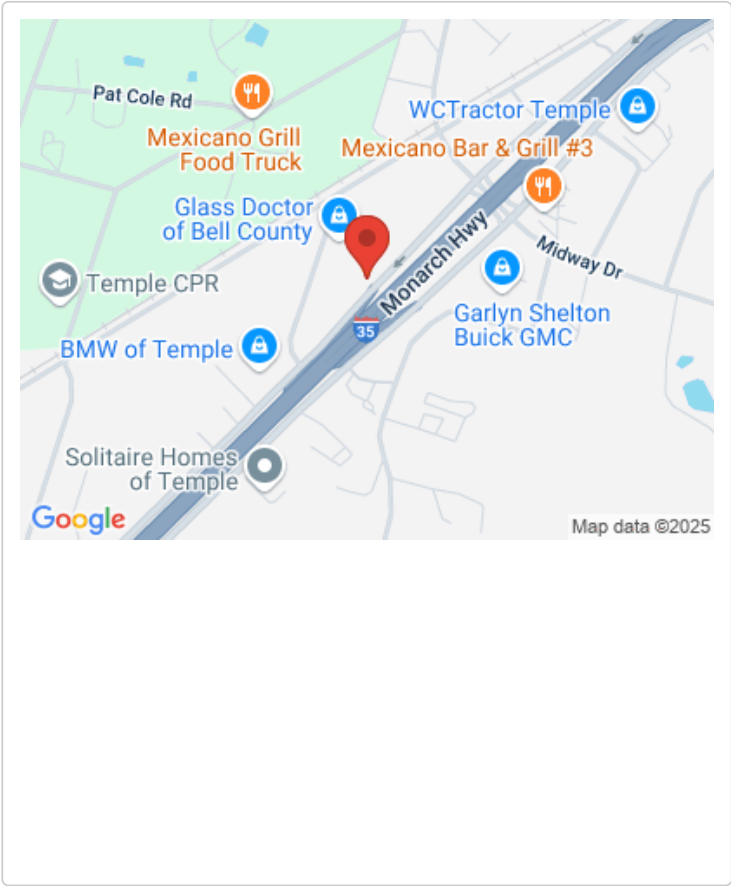 Pat Cole Rd
WCTractor Temple
Mexicano Grill
Food Truck
Mexicano Bar & Grill #3
Glass Doctor
of Bell County
Monarch Hwy
Midway Dr
Temple CPR
35
Garlyn Shelton
Buick GMC
BMW of Temple
Solitaire Homes
of Temple
Google
Map data ©2025